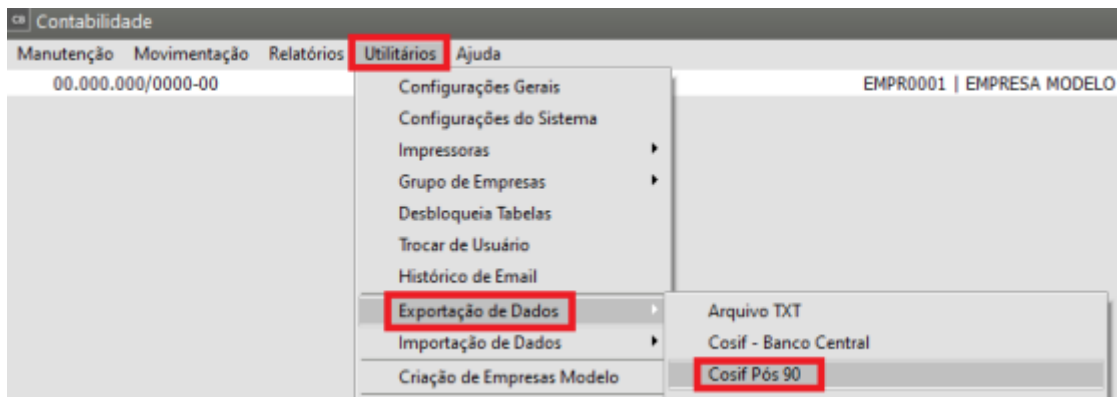 CB Contabilidade
Manutenção Movimentação Relatórios Utilitários Ajuda
00.000.000/0000-00 EMPR0001 | EMPRESA MODELO
Configurações Gerais
Configurações do Sistema
Impressoras
Grupo de Empresas
Desbloqueia Tabelas
Trocar de Usuário
Histórico de Email
Exportação de Dados Arquivo TXT
Importação de Dados Cosif - Banco Central
Criação de Empresas Modelo Cosif Pós 90